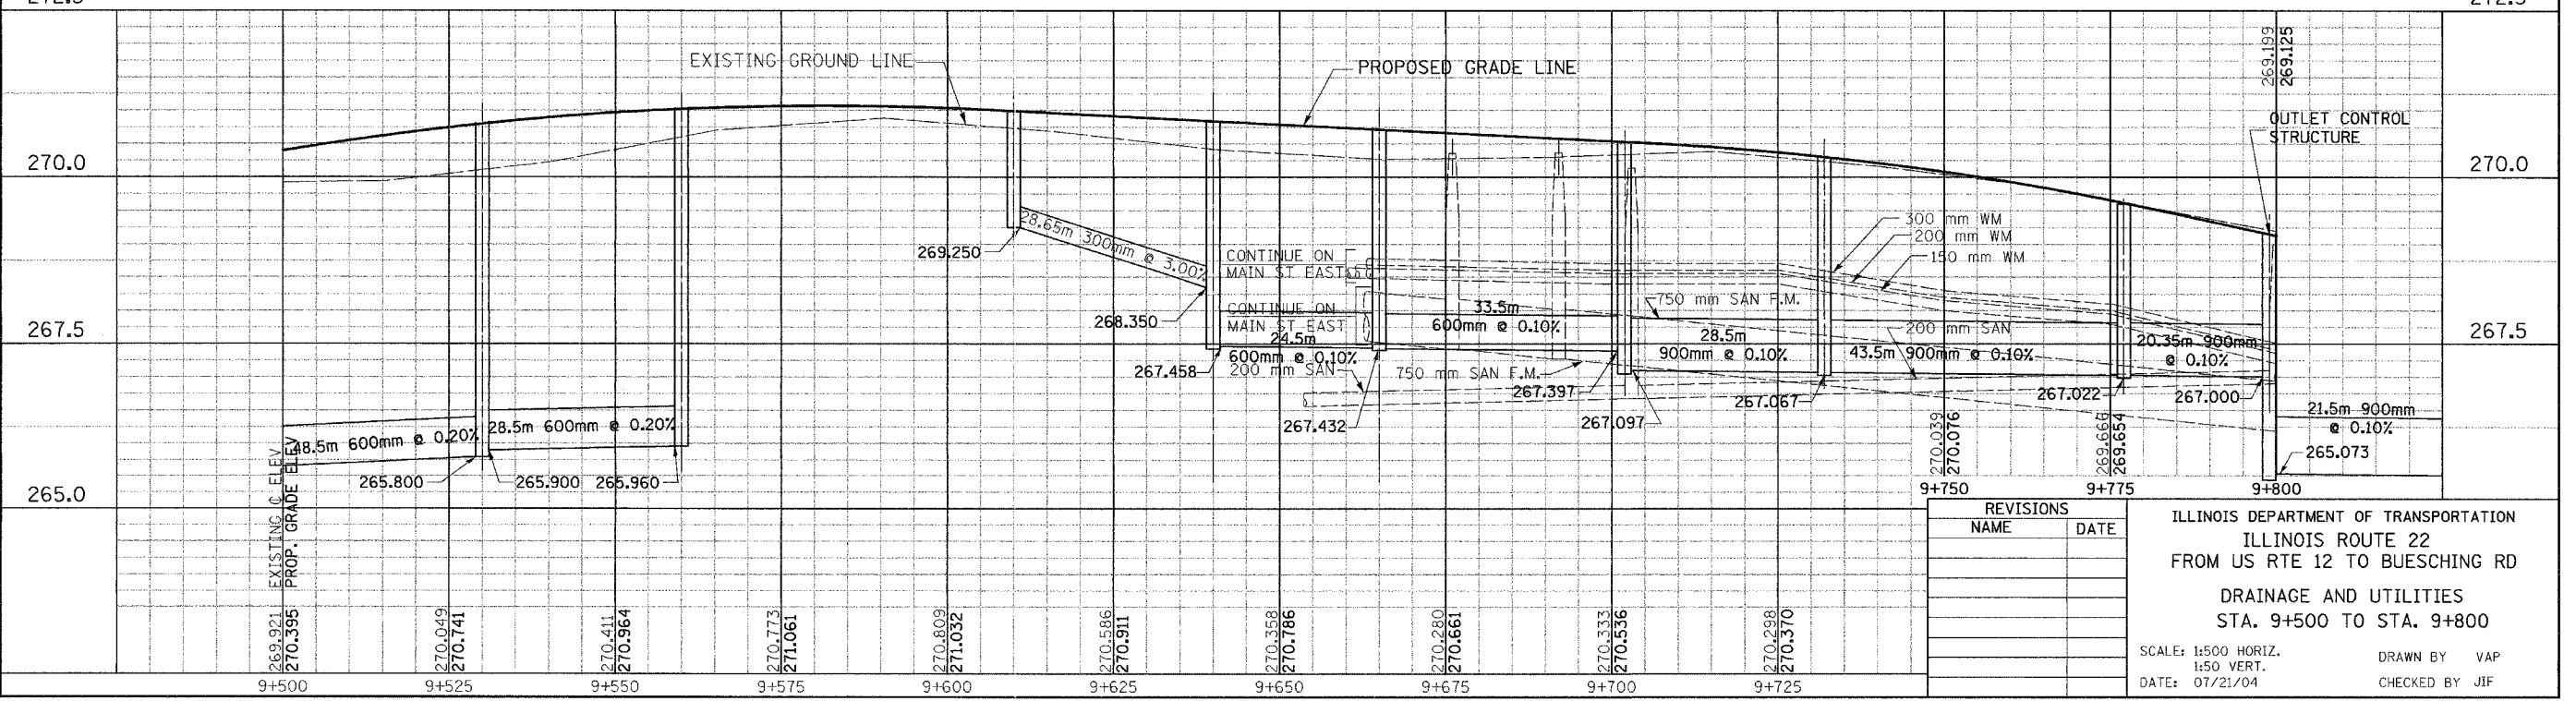 272.5
272.5
EXISTING GROUND LINE
PROPOSED GRADE LINE
269.199
269.125
OUTLET CONTROL
STRUCTURE
270.0
270.0
300 mm WM
200 mm WM
150 mm WM
28.65m 300mm @ 3.00%
269.250
CONTINUE ON
MAIN ST EAST
268.350
CONTINUE ON
MAIN ST EAST
24.5m
600mm @ 0.10%
200 mm SAN
33.5m
600mm @ 0.10%
750 mm SAN F.M.
750 mm SAN F.M.
28.5m
900mm @ 0.10%
200 mm SAN
43.5m 900mm @ 0.10%
20.35m 900mm
@ 0.10%
267.5
267.5
267.458
267.432
267.397
267.097
267.067
267.022
267.000
21.5m 900mm
@ 0.10%
265.073
48.5m 600mm @ 0.20%
28.5m 600mm @ 0.20%
265.800
265.900
265.960
265.0
EXISTING ℄ ELEV
PROP. GRADE ELEV
269.921
270.395
270.049
270.741
270.411
270.964
270.773
271.061
270.809
271.032
270.586
270.911
270.358
270.786
270.280
270.661
270.333
270.536
270.298
270.370
270.039
270.076
269.666
269.654
9+500
9+525
9+550
9+575
9+600
9+625
9+650
9+675
9+700
9+725
9+750
9+775
9+800
REVISIONS
NAME
DATE
ILLINOIS DEPARTMENT OF TRANSPORTATION
ILLINOIS ROUTE 22
FROM US RTE 12 TO BUESCHING RD
DRAINAGE AND UTILITIES
STA. 9+500 TO STA. 9+800
SCALE: 1:500 HORIZ.
1:50 VERT.
DATE: 07/21/04
DRAWN BY VAP
CHECKED BY JIF